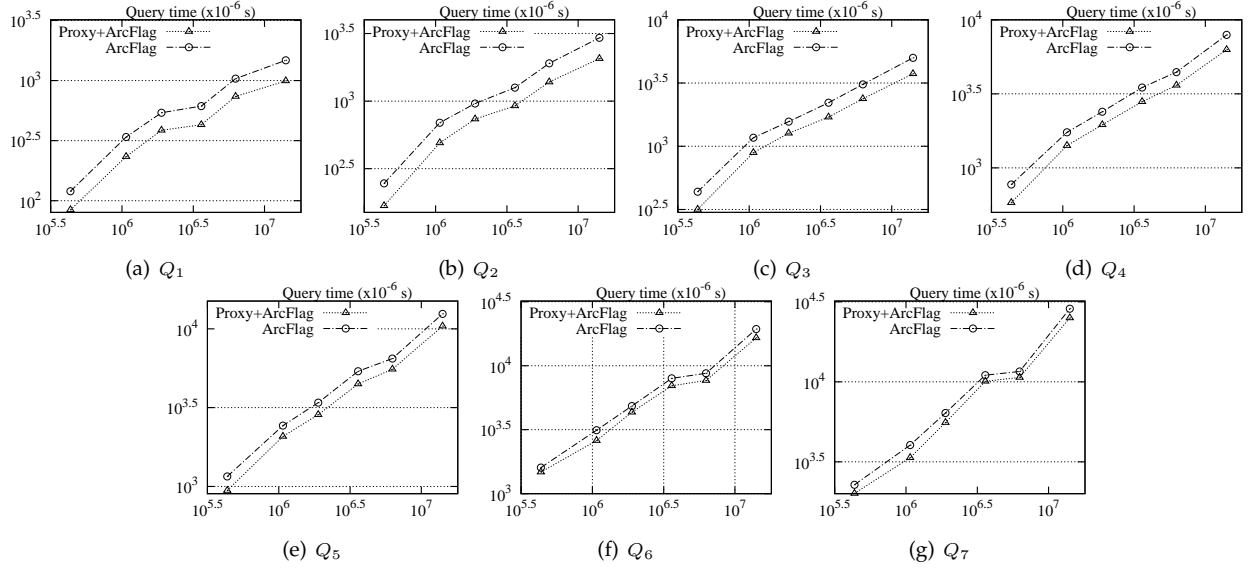 Query time (x10^-6 s)
Proxy+ArcFlag
ArcFlag
10^3.5
10^3
10^2.5
10^2
10^5.5 10^6 10^6.5 10^7
(a) Q1
Query time (x10^-6 s)
Proxy+ArcFlag
ArcFlag
10^3.5
10^3
10^2.5
10^5.5 10^6 10^6.5 10^7
(b) Q2
Query time (x10^-6 s)
Proxy+ArcFlag
ArcFlag
10^4
10^3.5
10^3
10^2.5
10^5.5 10^6 10^6.5 10^7
(c) Q3
Query time (x10^-6 s)
Proxy+ArcFlag
ArcFlag
10^4
10^3.5
10^3
10^5.5 10^6 10^6.5 10^7
(d) Q4
Query time (x10^-6 s)
Proxy+ArcFlag
ArcFlag
10^4
10^3.5
10^3
10^5.5 10^6 10^6.5 10^7
(e) Q5
Query time (x10^-6 s)
Proxy+ArcFlag
ArcFlag
10^4.5
10^4
10^3.5
10^3
10^5.5 10^6 10^6.5 10^7
(f) Q6
Query time (x10^-6 s)
Proxy+ArcFlag
ArcFlag
10^4.5
10^4
10^3.5
10^5.5 10^6 10^6.5 10^7
(g) Q7